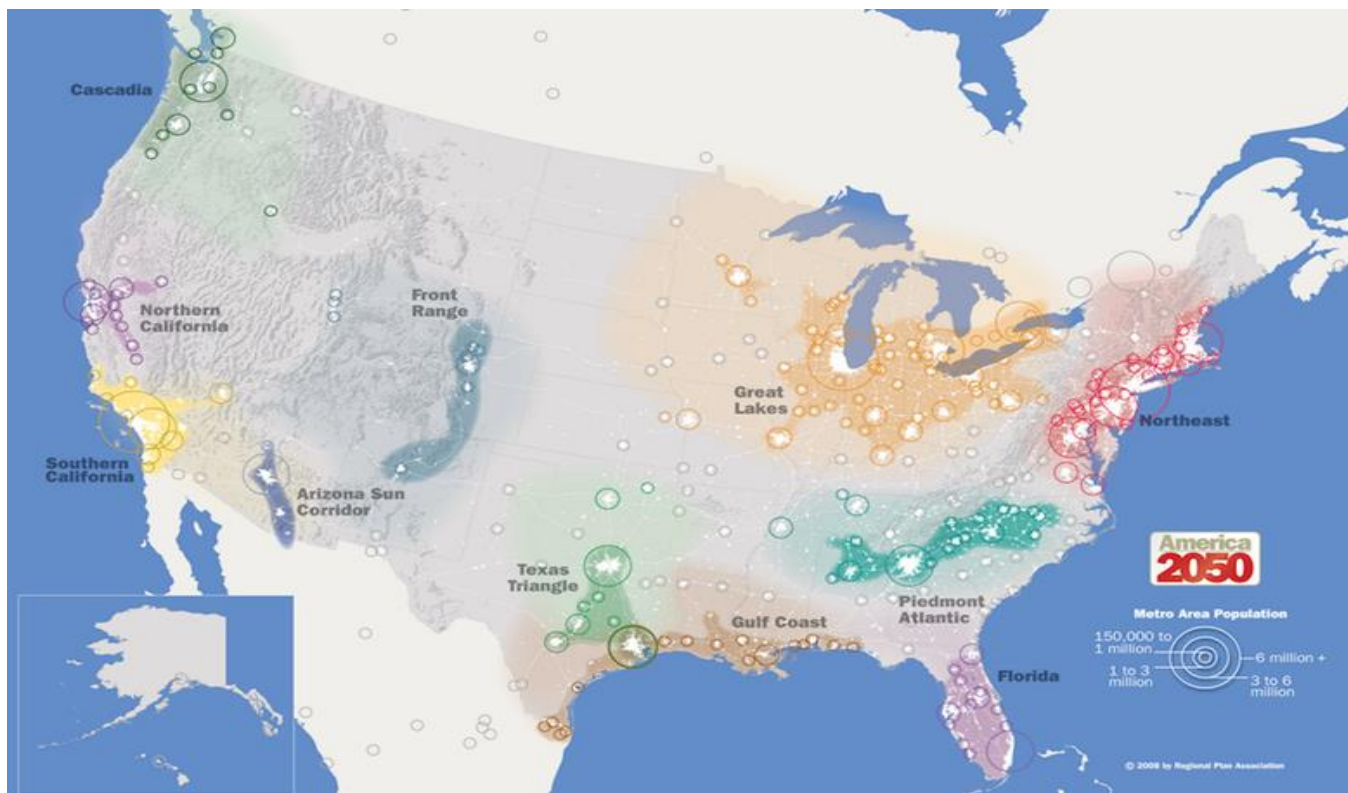 Cascadia
Northern
California
Front
Range
Great
Lakes
Northeast
Southern
California
Arizona Sun
Corridor
Texas
Triangle
Gulf Coast
Piedmont
Atlantic
Florida
America
2050
Metro Area Population
150,000 to
1 million
1 to 3
million
6 million +
3 to 6
million
© 2008 by Regional Plan Association